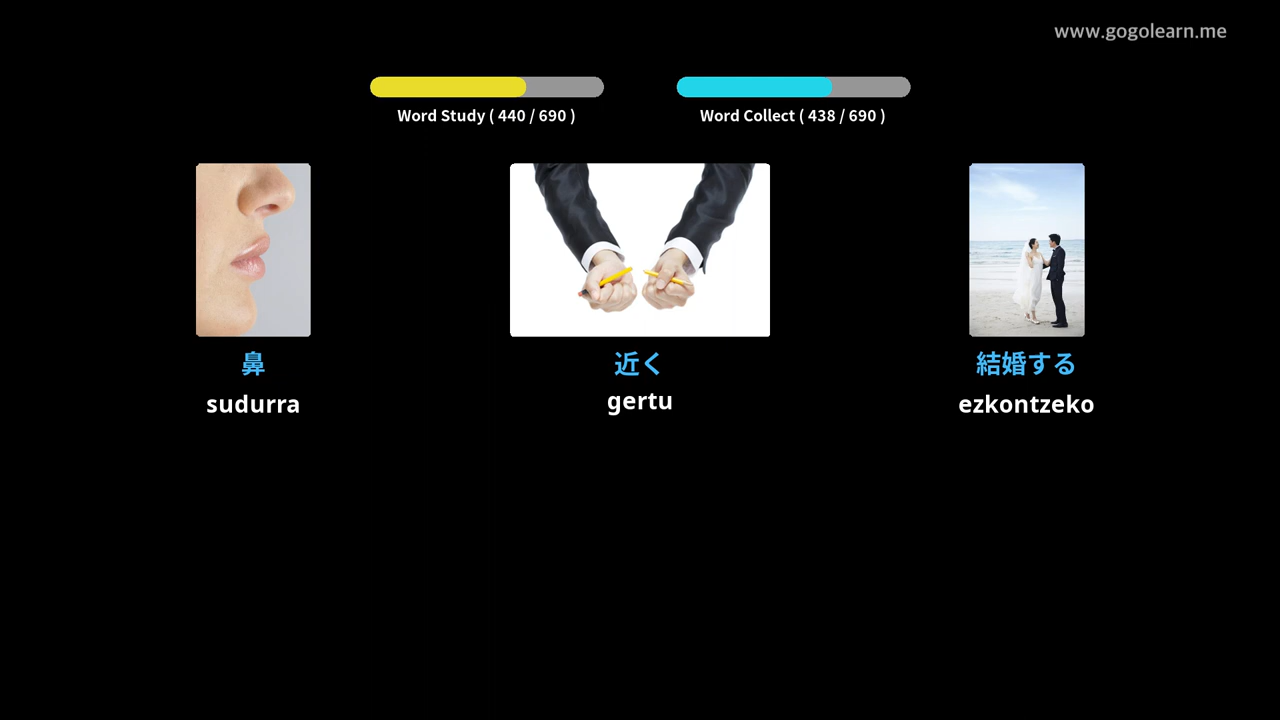 www.gogolearn.me
Word Study ( 440 / 690 )
Word Collect ( 438 / 690 )
鼻
sudurra
近く
gertu
結婚する
ezkontzeko